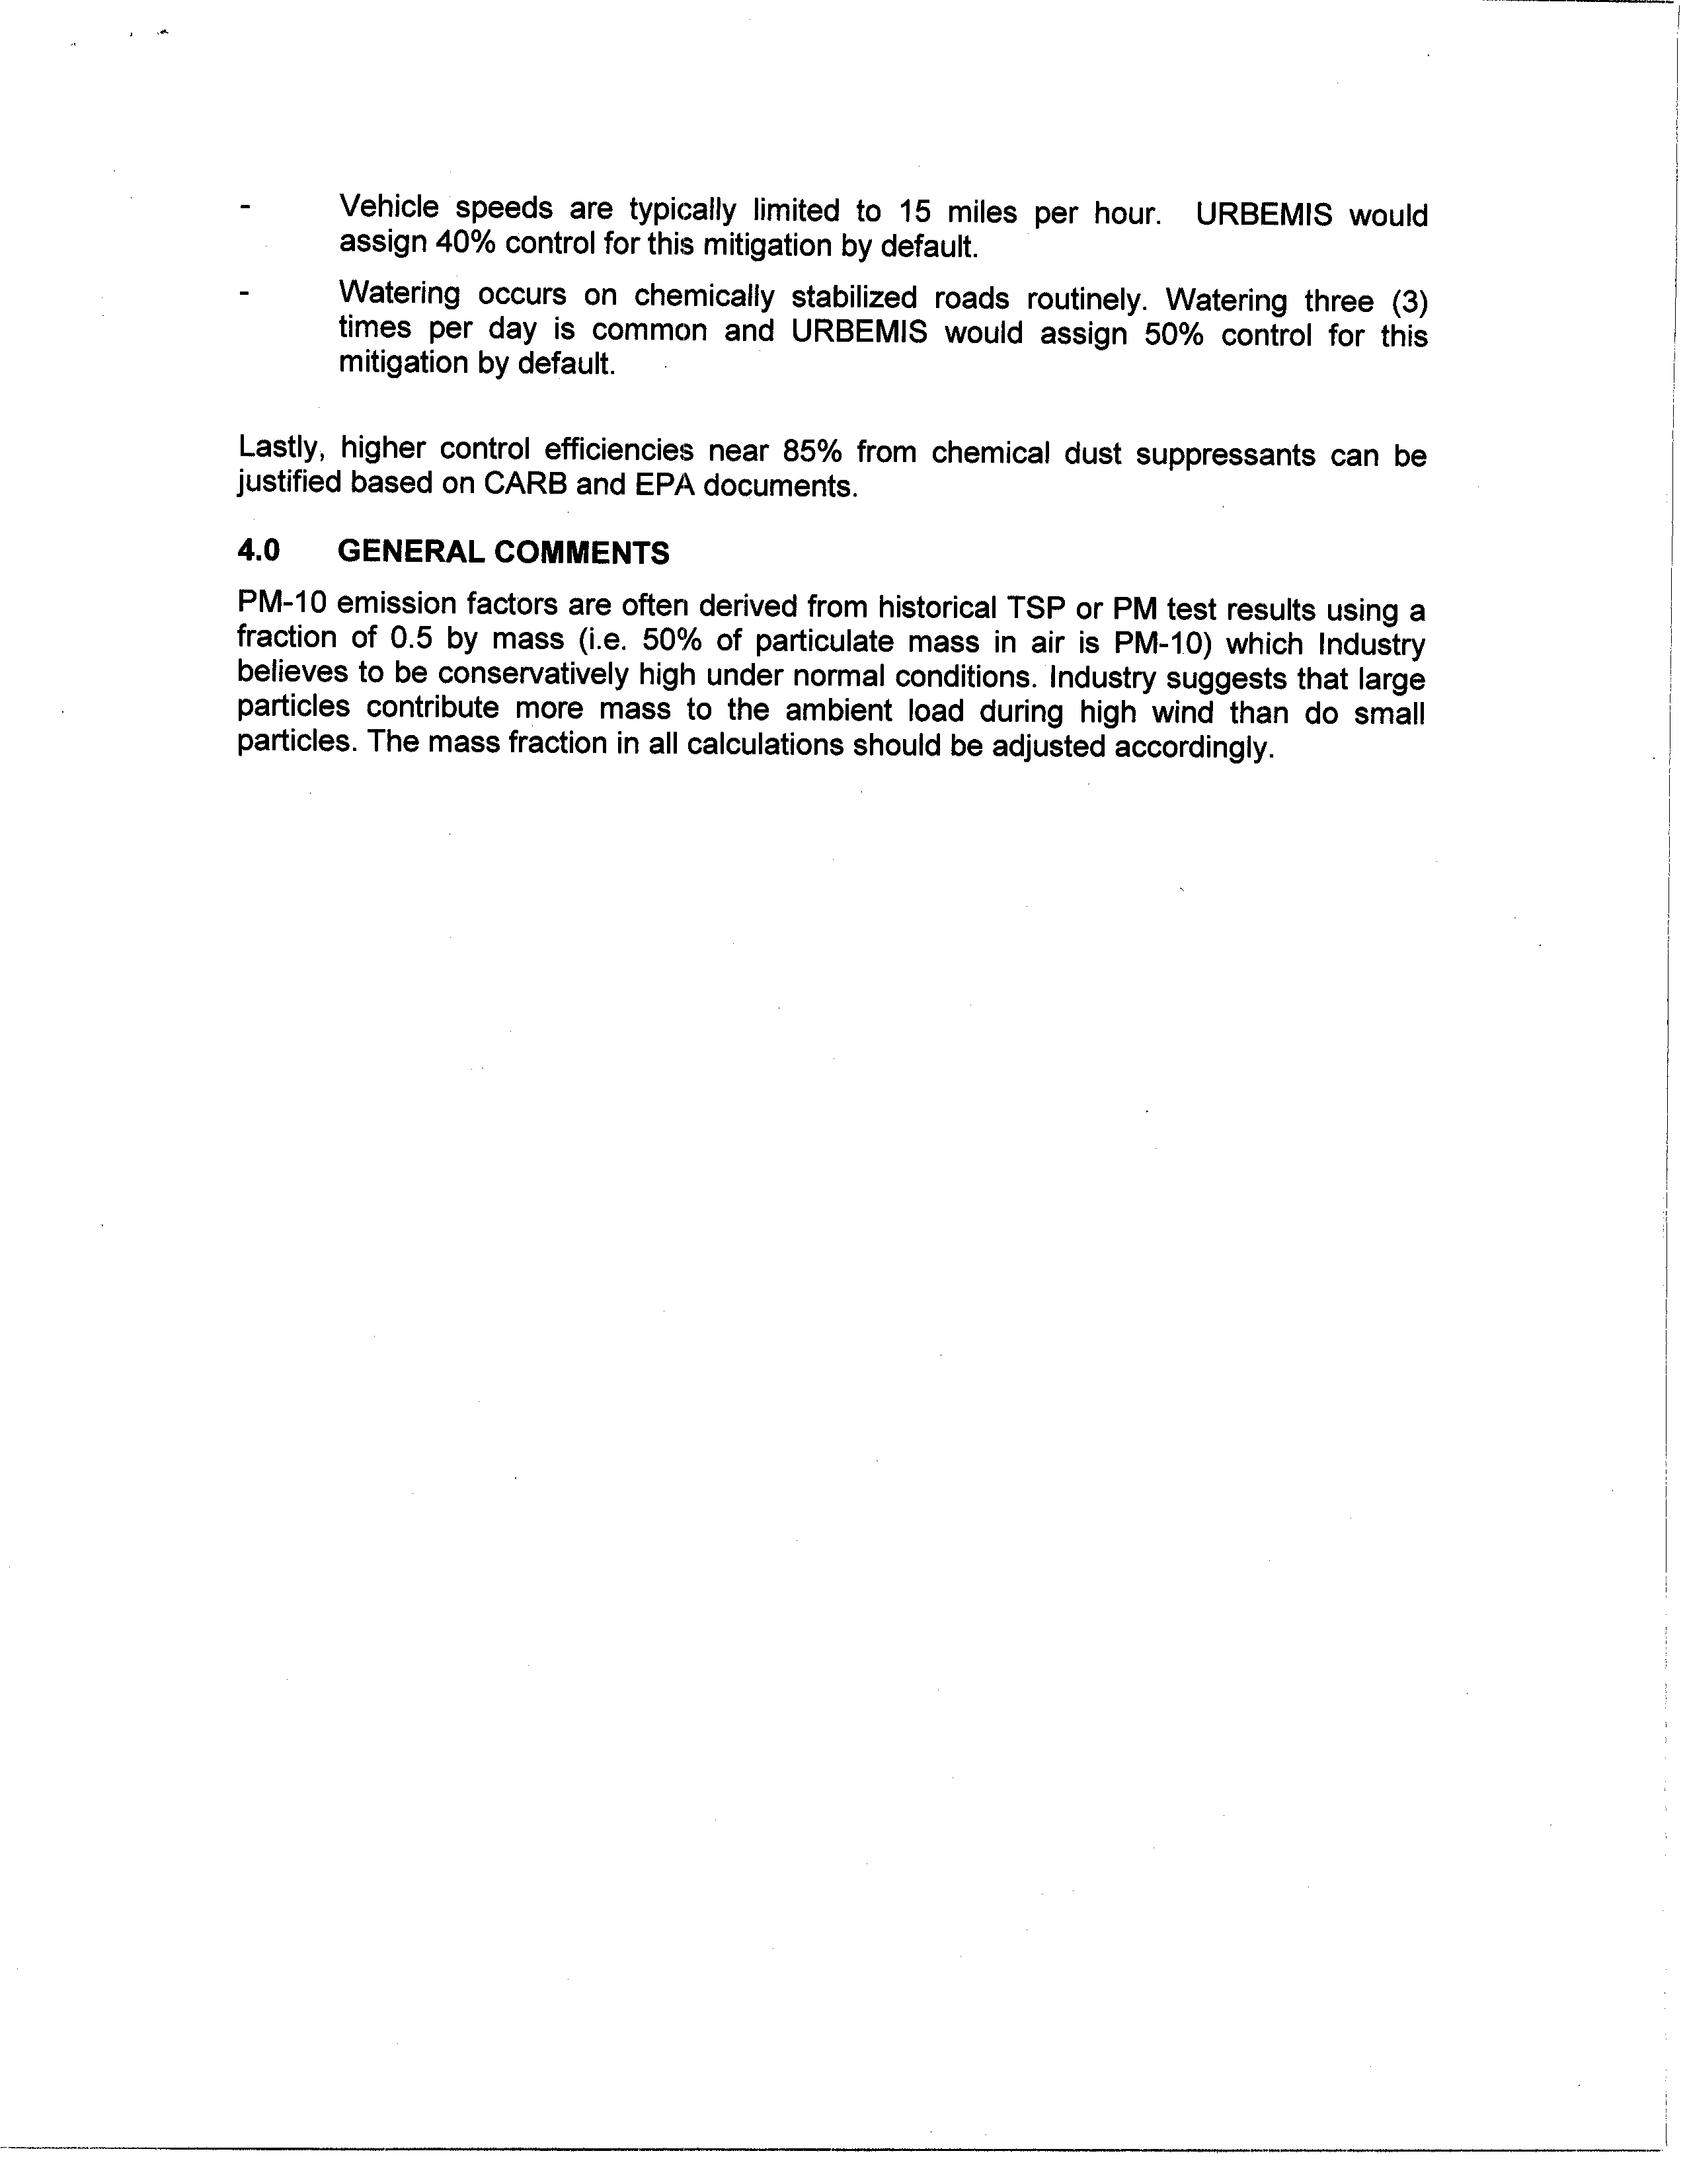 - Vehicle speeds are typically limited to 15 miles per hour. URBEMIS would
assign 40% control for this mitigation by default.
- Watering occurs on chemically stabilized roads routinely. Watering three (3)
times per day is common and URBEMIS would assign 50% control for this
mitigation by default.
Lastly, higher control efficiencies near 85% from chemical dust suppressants can be
justified based on CARB and EPA documents.
4.0 GENERAL COMMENTS
PM-10 emission factors are often derived from historical TSP or PM test results using a
fraction of 0.5 by mass (i.e. 50% of particulate mass in air is PM-10) which Industry
believes to be conservatively high under normal conditions. Industry suggests that large
particles contribute more mass to the ambient load during high wind than do small
particles. The mass fraction in all calculations should be adjusted accordingly.